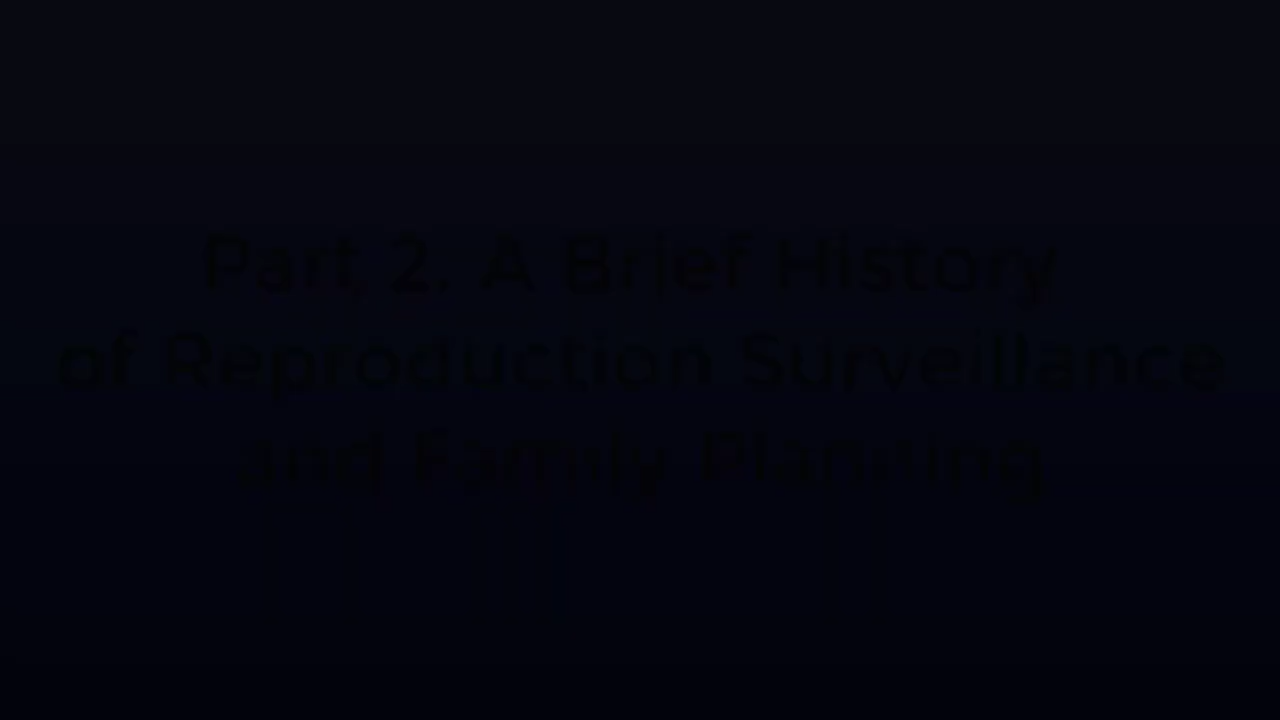 Part 2. A Brief History
of Reproduction Surveillance
and Family Planning